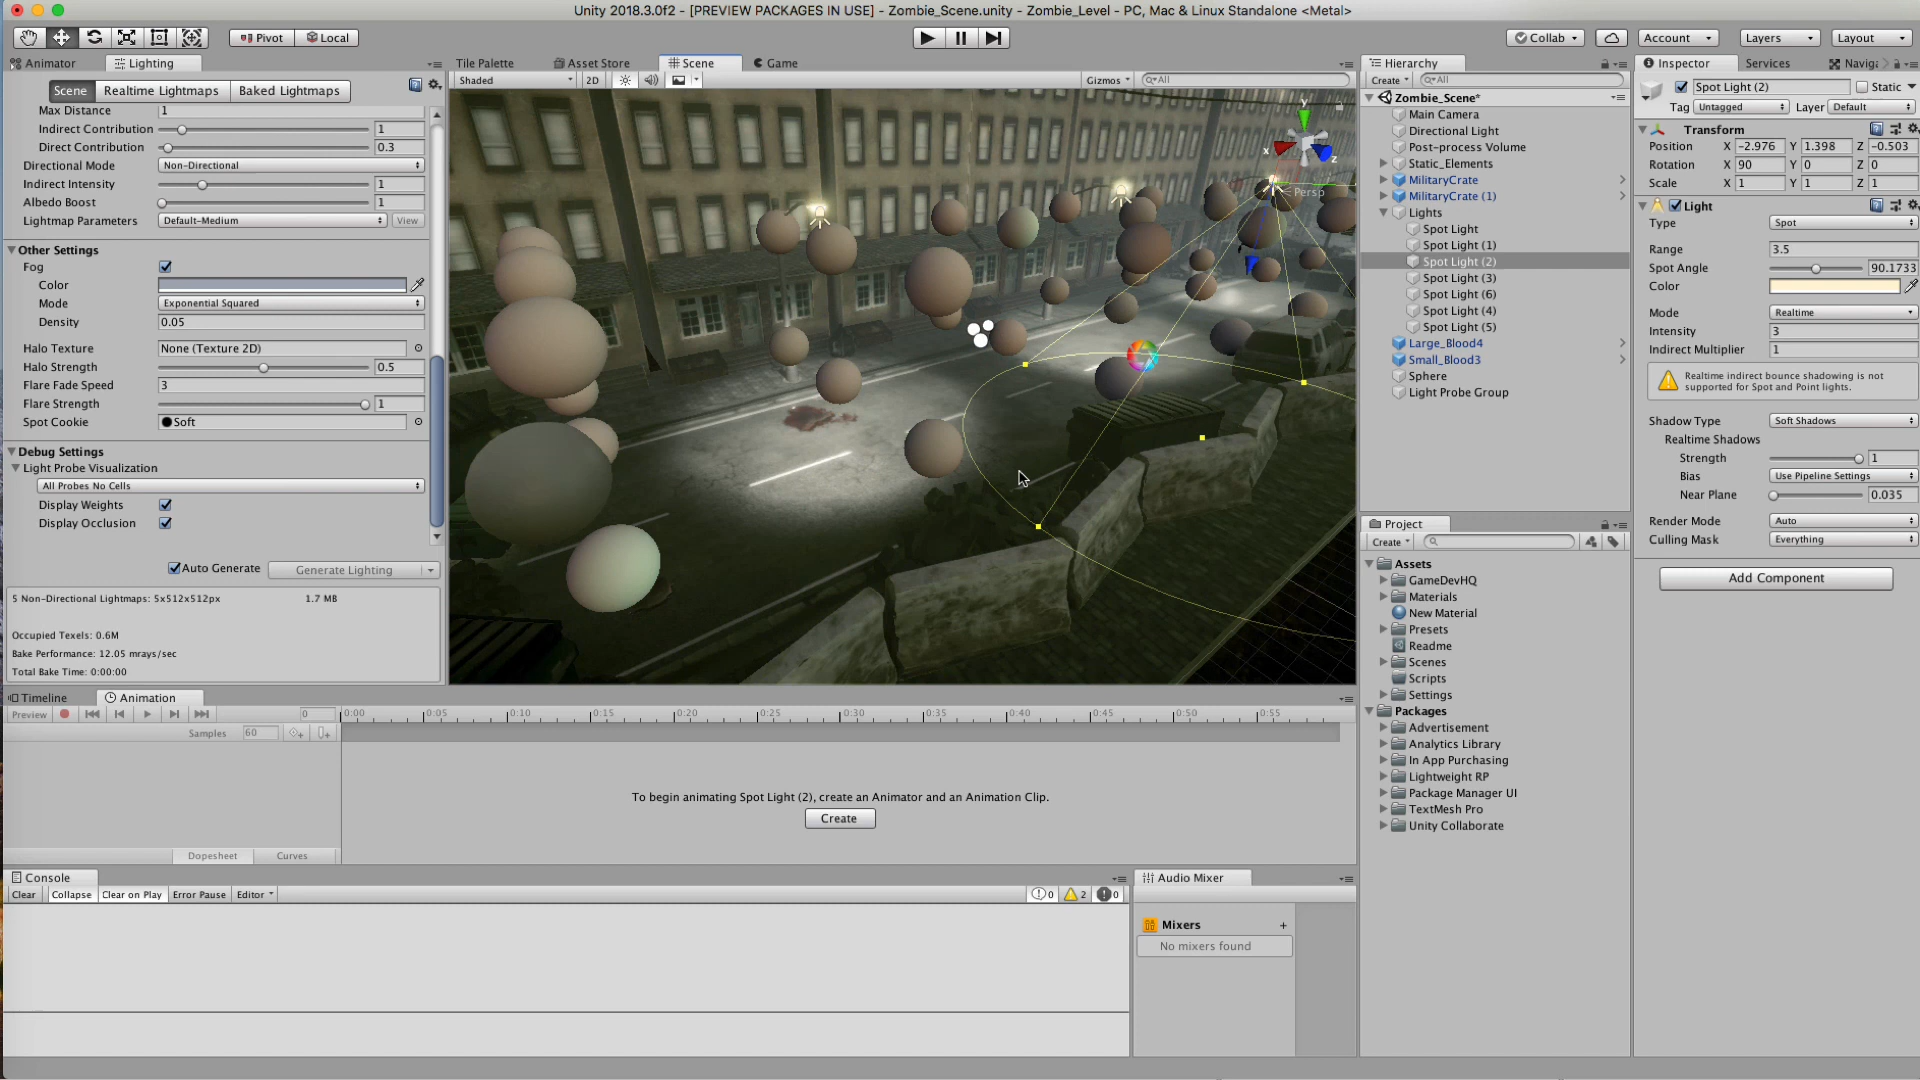 Unity 2018.3.0f2 - [PREVIEW PACKAGES IN USE] - Zombie_Scene.unity - Zombie_Level - PC, Mac & Linux Standalone <Metal>
Pivot Local Collab Account Layers Layout
Animator Lighting
Scene Realtime Lightmaps Baked Lightmaps
Max Distance 1
Indirect Contribution 1
Direct Contribution 0.3
Directional Mode Non-Directional
Indirect Intensity 1
Albedo Boost 1
Lightmap Parameters Default-Medium View
Other Settings
Fog
Color
Mode Exponential Squared
Density 0.05
Halo Texture None (Texture 2D)
Halo Strength 0.5
Flare Fade Speed 3
Flare Strength 1
Spot Cookie Soft
Debug Settings
Light Probe Visualization
All Probes No Cells
Display Weights
Display Occlusion
Auto Generate Generate Lighting
5 Non-Directional Lightmaps: 5x512x512px 1.7 MB
Occupied Texels: 0.6M
Bake Performance: 12.05 mrays/sec
Total Bake Time: 0:00:00
Tile Palette Asset Store Scene Game
Shaded 2D Gizmos All
y
x
z
Persp
Hierarchy
Create All
Zombie_Scene*
Main Camera
Directional Light
Post-process Volume
Static_Elements
MilitaryCrate
MilitaryCrate (1)
Lights
Spot Light
Spot Light (1)
Spot Light (2)
Spot Light (3)
Spot Light (6)
Spot Light (4)
Spot Light (5)
Large_Blood4
Small_Blood3
Sphere
Light Probe Group
Project
Create
Assets
GameDevHQ
Materials
New Material
Presets
Readme
Scenes
Scripts
Settings
Packages
Advertisement
Analytics Library
In App Purchasing
Lightweight RP
Package Manager UI
TextMesh Pro
Unity Collaborate
Inspector Services Naviga
Spot Light (2) Static
Tag Untagged Layer Default
Transform
Position X -2.976 Y 1.398 Z -0.503
Rotation X 90 Y 0 Z 0
Scale X 1 Y 1 Z 1
Light
Type Spot
Range 3.5
Spot Angle 90.1733
Color
Mode Realtime
Intensity 3
Indirect Multiplier 1
Realtime indirect bounce shadowing is not
supported for Spot and Point lights.
Shadow Type Soft Shadows
Realtime Shadows
Strength 1
Bias Use Pipeline Settings
Near Plane 0.035
Render Mode Auto
Culling Mask Everything
Add Component
Timeline Animation
Preview 0 0:00 0:05 0:10 0:15 0:20 0:25 0:30 0:35 0:40 0:45 0:50 0:55
Samples 60
To begin animating Spot Light (2), create an Animator and an Animation Clip.
Create
Dopesheet Curves
Console
Clear Collapse Clear on Play Error Pause Editor 0 2 0
Audio Mixer
Mixers +
No mixers found